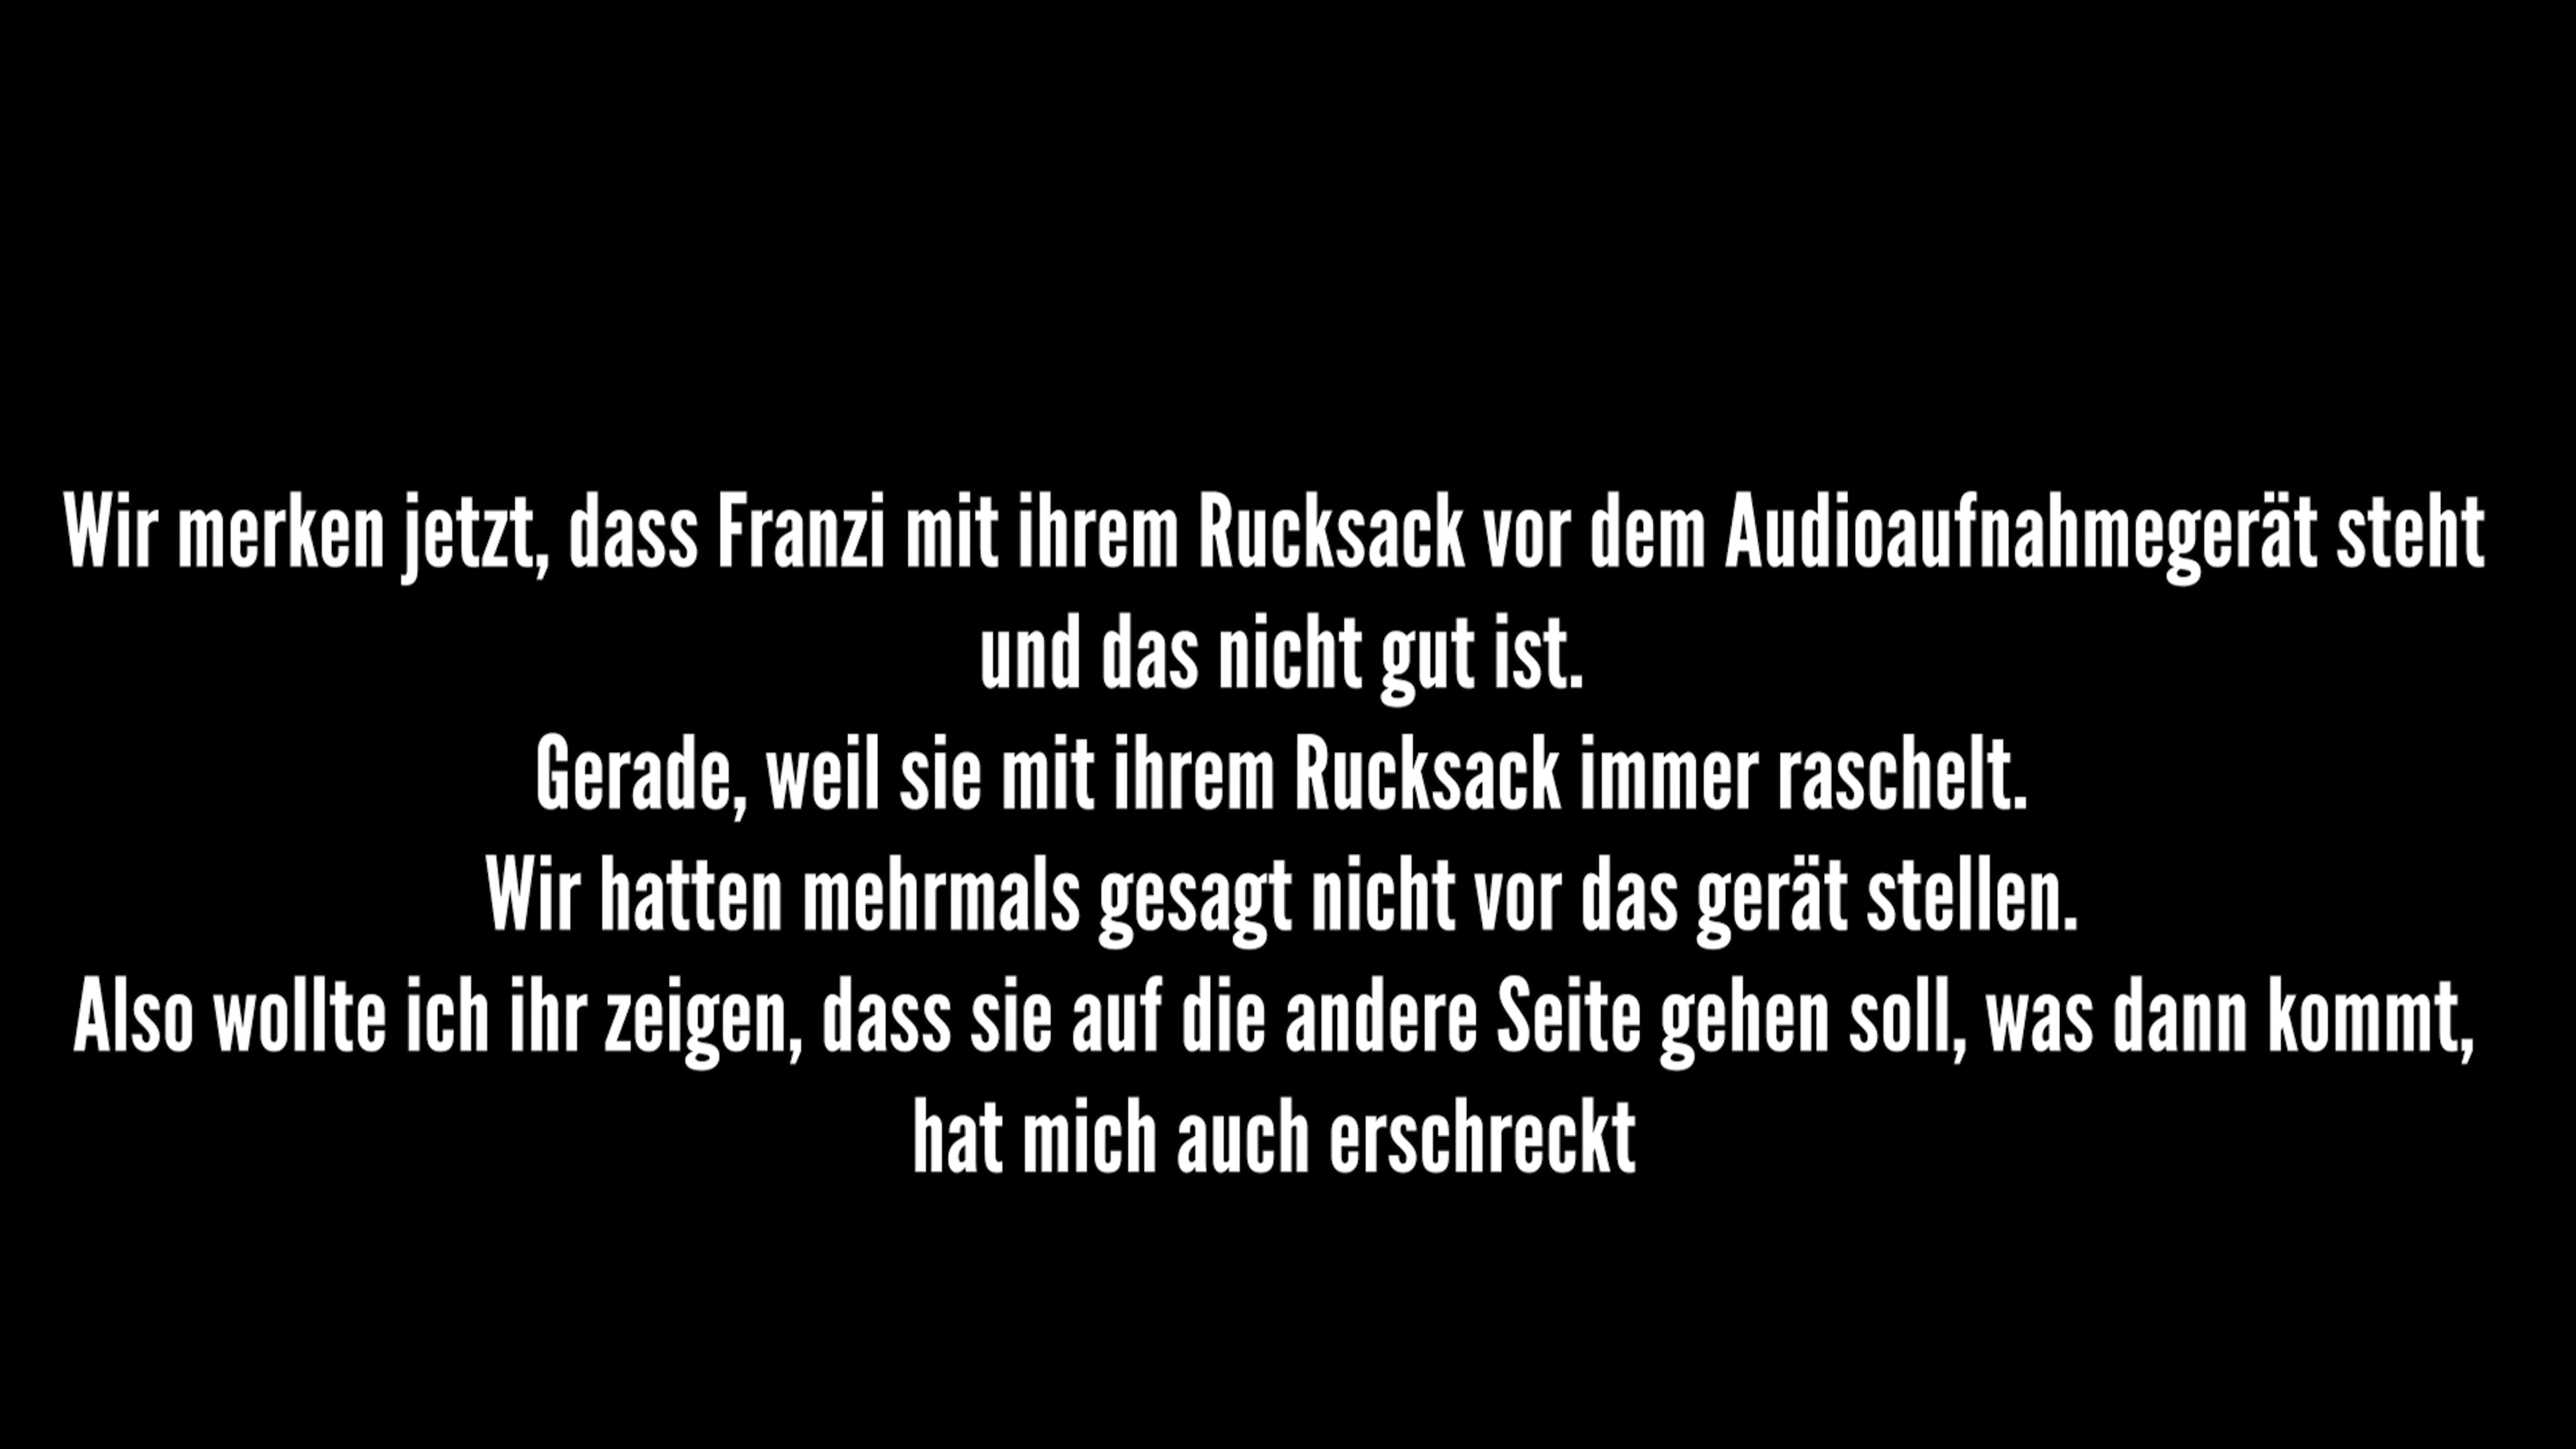 Wir merken jetzt, dass Franzi mit ihrem Rucksack vor dem Audioaufnahmegerät steht
und das nicht gut ist.
Gerade, weil sie mit ihrem Rucksack immer raschelt.
Wir hatten mehrmals gesagt nicht vor das gerät stellen.
Also wollte ich ihr zeigen, dass sie auf die andere Seite gehen soll, was dann kommt,
hat mich auch erschreckt